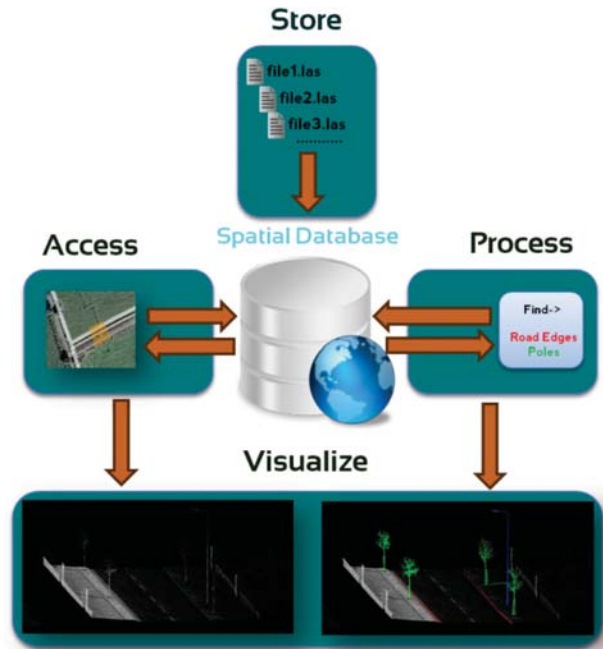 Store
file1.las
file2.las
file3.las
...........
Spatial Database
Access
Process
Find->
Road Edges
Poles
Visualize